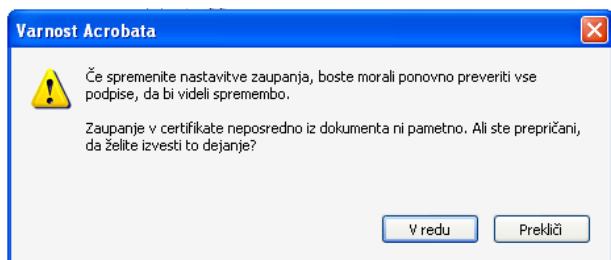 Varnost Acrobata
Če spremenite nastavitve zaupanja, boste morali ponovno preveriti vse
podpise, da bi videli spremembo.
Zaupanje v certifikate neposredno iz dokumenta ni pametno. Ali ste prepričani,
da želite izvesti to dejanje?
V redu
Prekliči